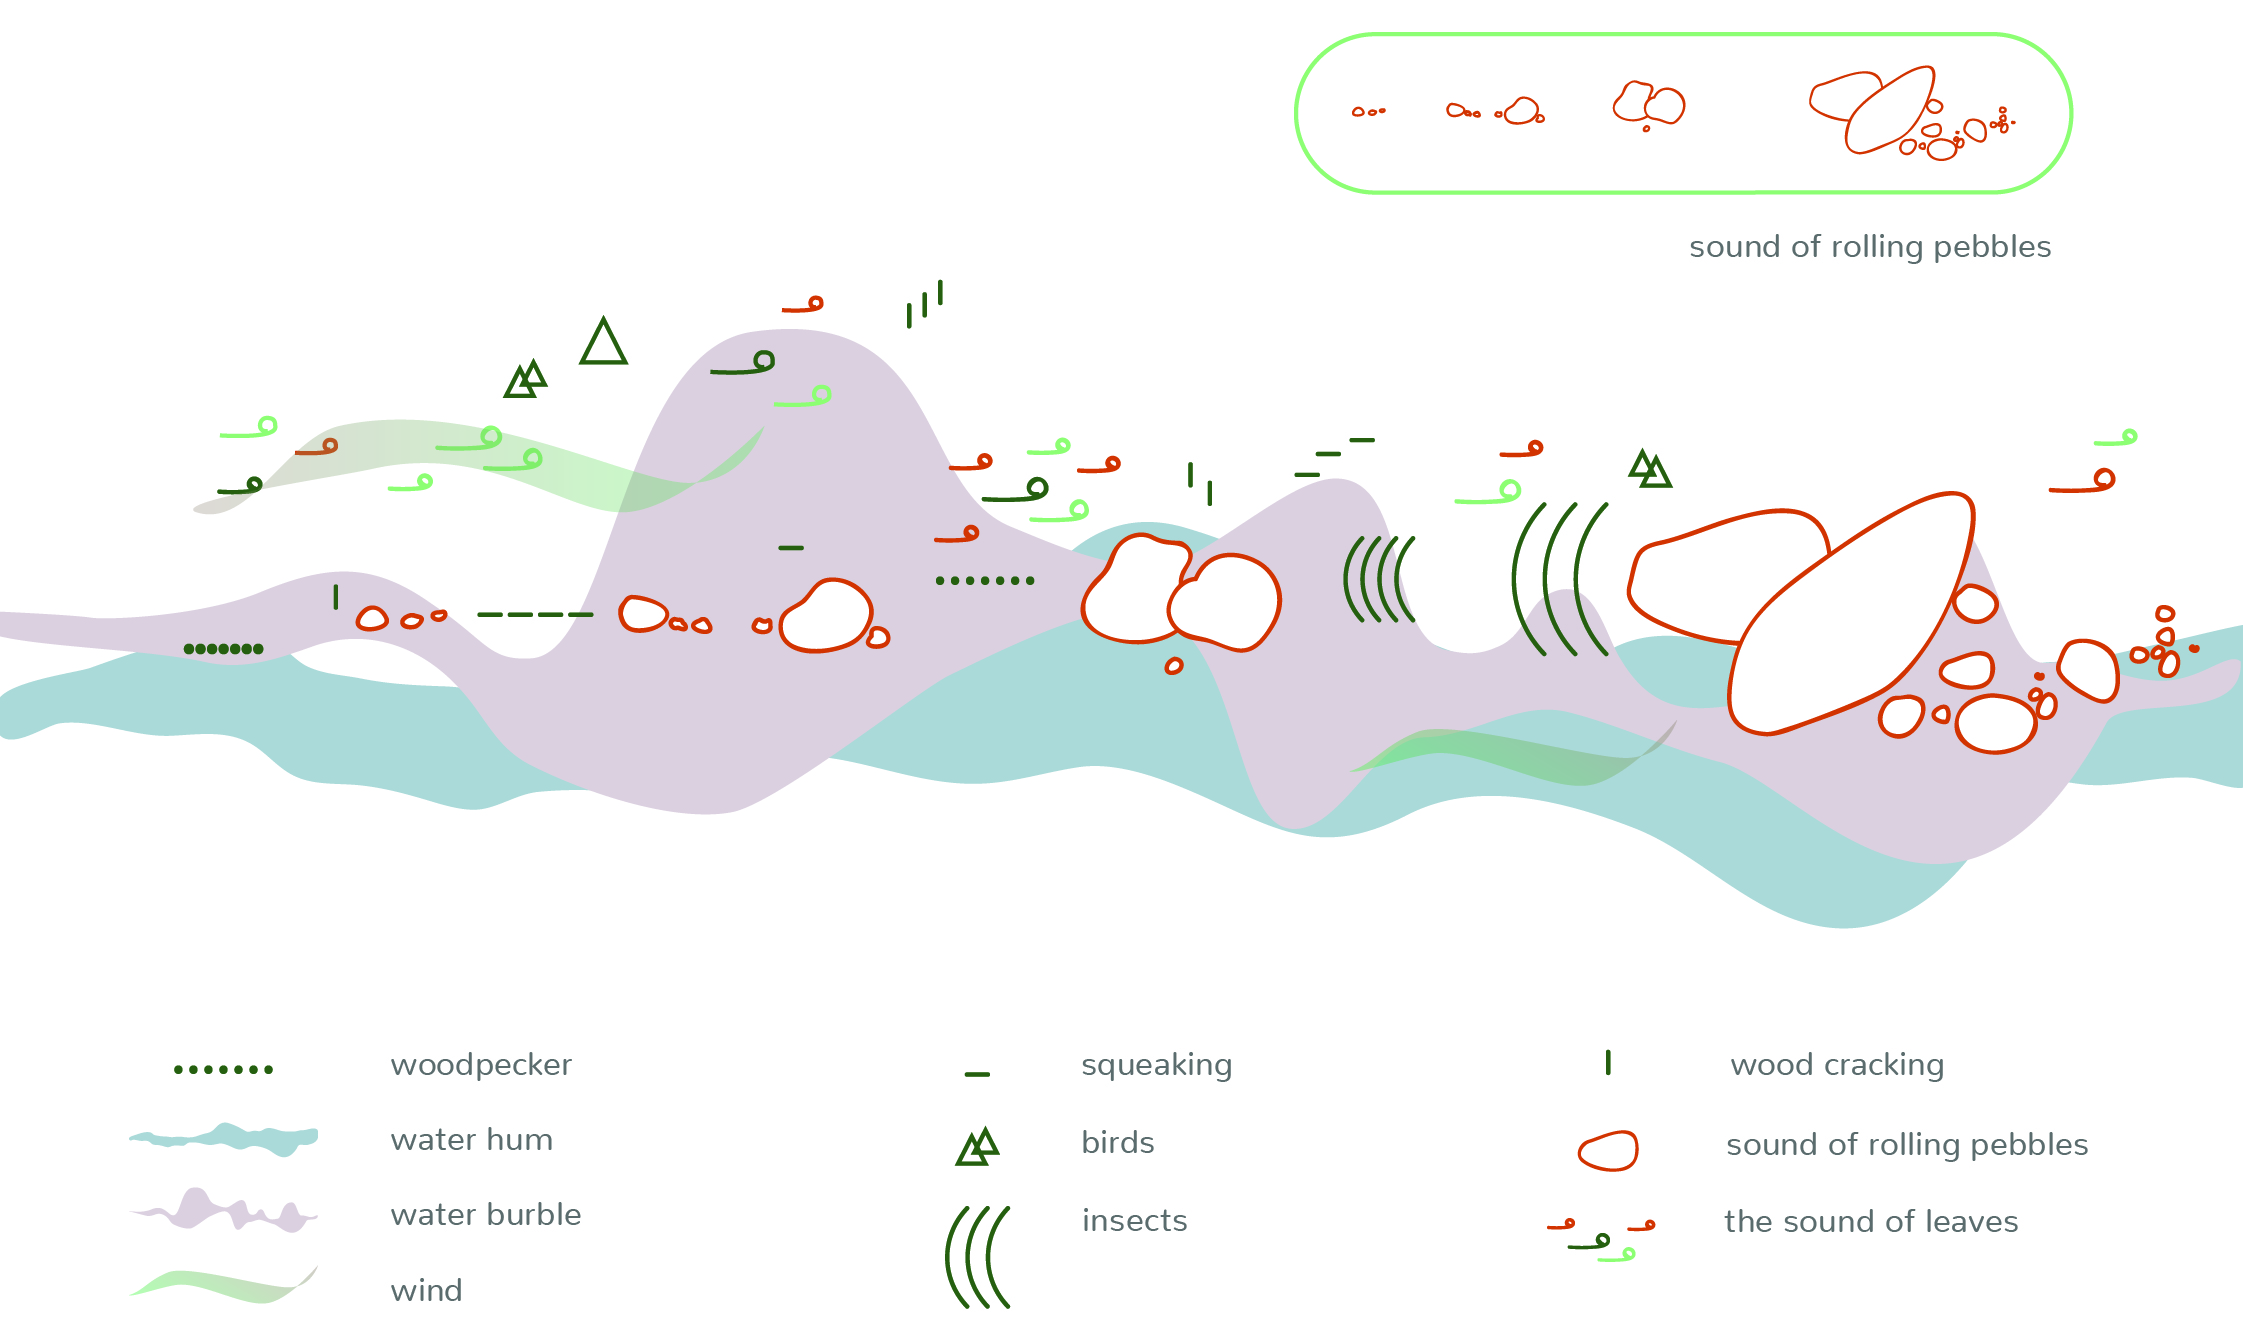 sound of rolling pebbles
woodpecker
squeaking
wood cracking
water hum
birds
sound of rolling pebbles
water burble
insects
the sound of leaves
wind